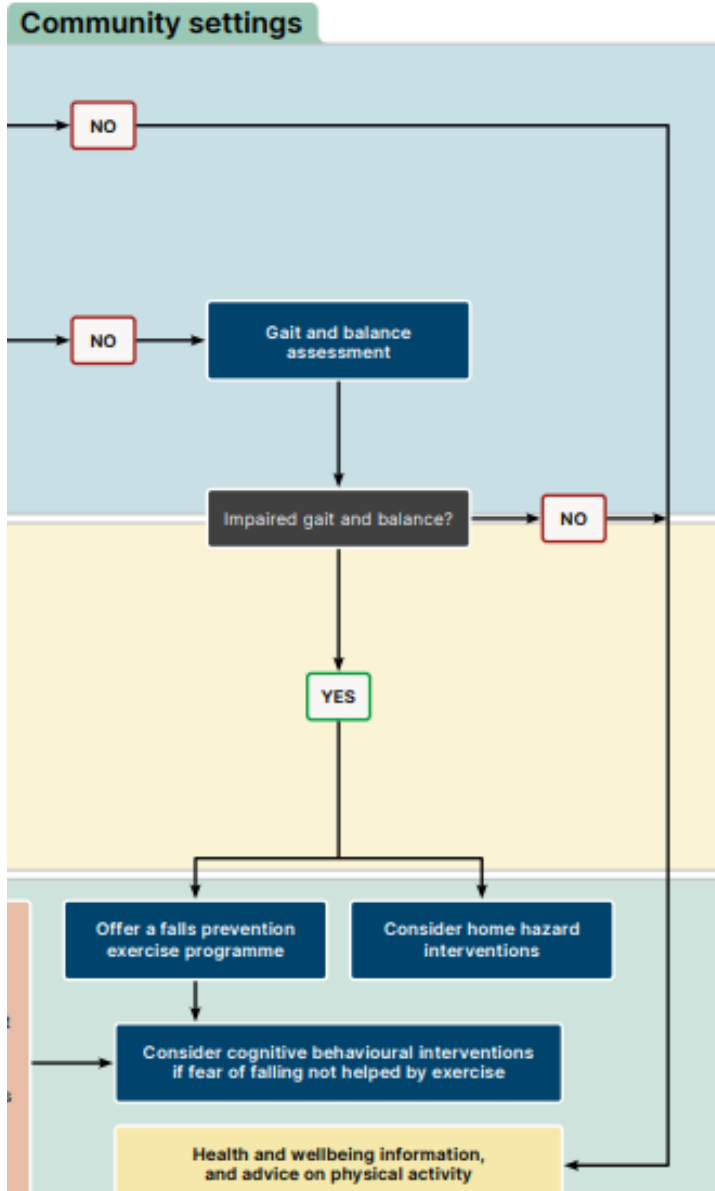 Community settings
NO
NO
Gait and balance
assessment
Impaired gait and balance?
NO
YES
Offer a falls prevention
exercise programme
Consider home hazard
interventions
Consider cognitive behavioural interventions
if fear of falling not helped by exercise
Health and wellbeing information,
and advice on physical activity